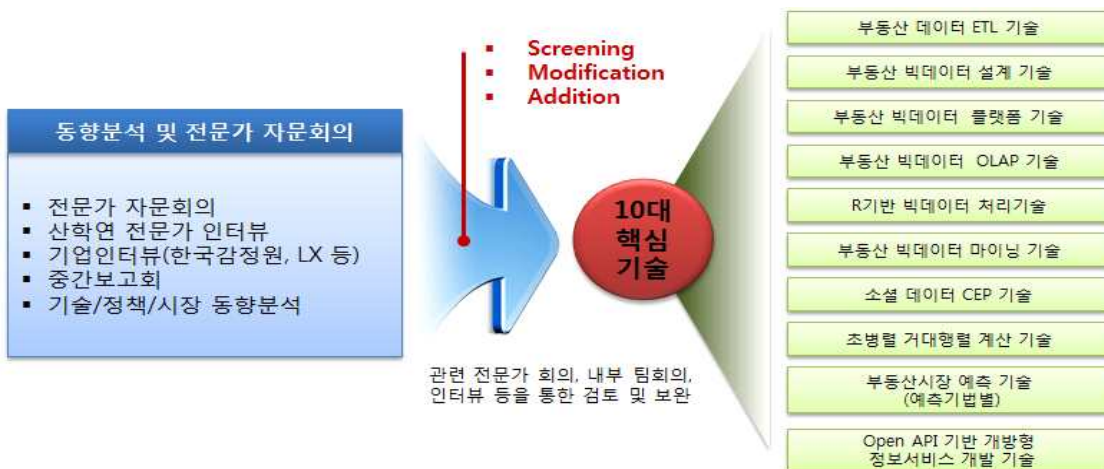 동향분석 및 전문가 자문회의
▪ 전문가 자문회의
▪ 산학연 전문가 인터뷰
▪ 기업인터뷰(한국감정원, LX 등)
▪ 중간보고회
▪ 기술/정책/시장 동향분석
▪ Screening
▪ Modification
▪ Addition
관련 전문가 회의, 내부 팀회의,
인터뷰 등을 통한 검토 및 보완
10대
핵심
기술
부동산 데이터 ETL 기술
부동산 빅데이터 설계 기술
부동산 빅데이터 플랫폼 기술
부동산 빅데이터 OLAP 기술
R기반 빅데이터 처리기술
부동산 빅데이터 마이닝 기술
소셜 데이터 CEP 기술
초병렬 거대행렬 계산 기술
부동산시장 예측 기술
(예측기법별)
Open API 기반 개방형
정보서비스 개발 기술